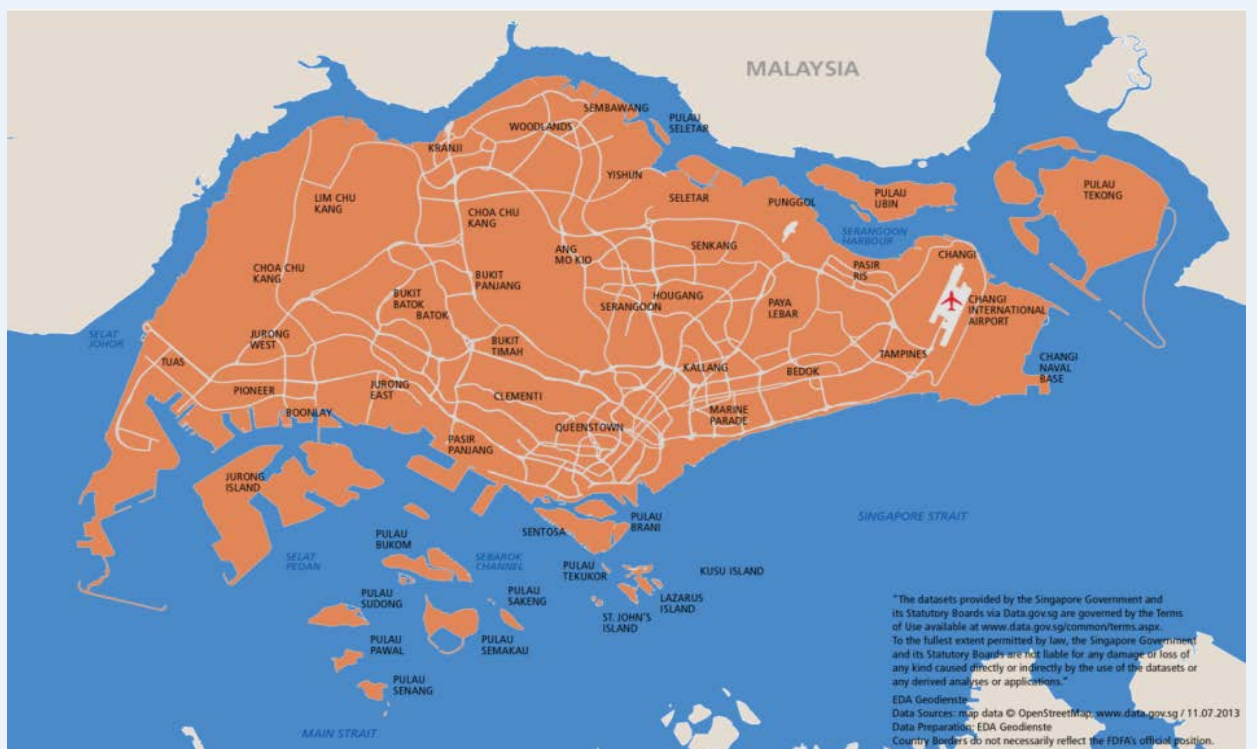 MALAYSIA
SEMBAWANG
WOODLANDS
PULAU
SELETAR
KRANJI
YISHUN
LIM CHU
KANG
SELETAR
PUNGGOL
PULAU
UBIN
PULAU
TEKONG
CHOA CHU
KANG
SERANGOON
HARBOUR
ANG
MO KIO
SENKANG
CHANGI
PASIR
RIS
CHOA CHU
KANG
BUKIT
PANJANG
BUKIT
BATOK
BATOK
HOUGANG
SERANGOON
PAYA
LEBAR
CHANGI
INTERNATIONAL
AIRPORT
SELAT
JOHOR
JURONG
WEST
BUKIT
TIMAH
TUAS
TAMPINES
CHANGI
NAVAL
BASE
KALLANG
BEDOK
PIONEER
JURONG
EAST
CLEMENTI
BOONLAY
MARINE
PARADE
QUEENSTOWN
PASIR
PANJANG
JURONG
ISLAND
SINGAPORE STRAIT
PULAU
BRANI
SENTOSA
PULAU
BUKOM
SELAT
PEDAN
SEBAROK
CHANNEL
PULAU
TEKUKOR
KUSU ISLAND
PULAU
SUDONG
PULAU
SAKENG
LAZARUS
ISLAND
ST. JOHN'S
ISLAND
PULAU
PAWAL
PULAU
SEMAKAU
PULAU
SENANG
MAIN STRAIT
"The datasets provided by the Singapore Government and
its Statutory Boards via Data.gov.sg are governed by the Terms
of Use available at www.data.gov.sg/common/terms.aspx.
To the fullest extent permitted by law, the Singapore Government
and its Statutory Boards are not liable for any damage or loss of
any kind caused directly or indirectly by the use of the datasets or
any derived analyses or applications."
EDA Geodienste
Data Sources: map data © OpenStreetMap, www.data.gov.sg / 11.07.2013
Data Preparation: EDA Geodienste
Country Borders do not necessarily reflect the FDFA's official position.